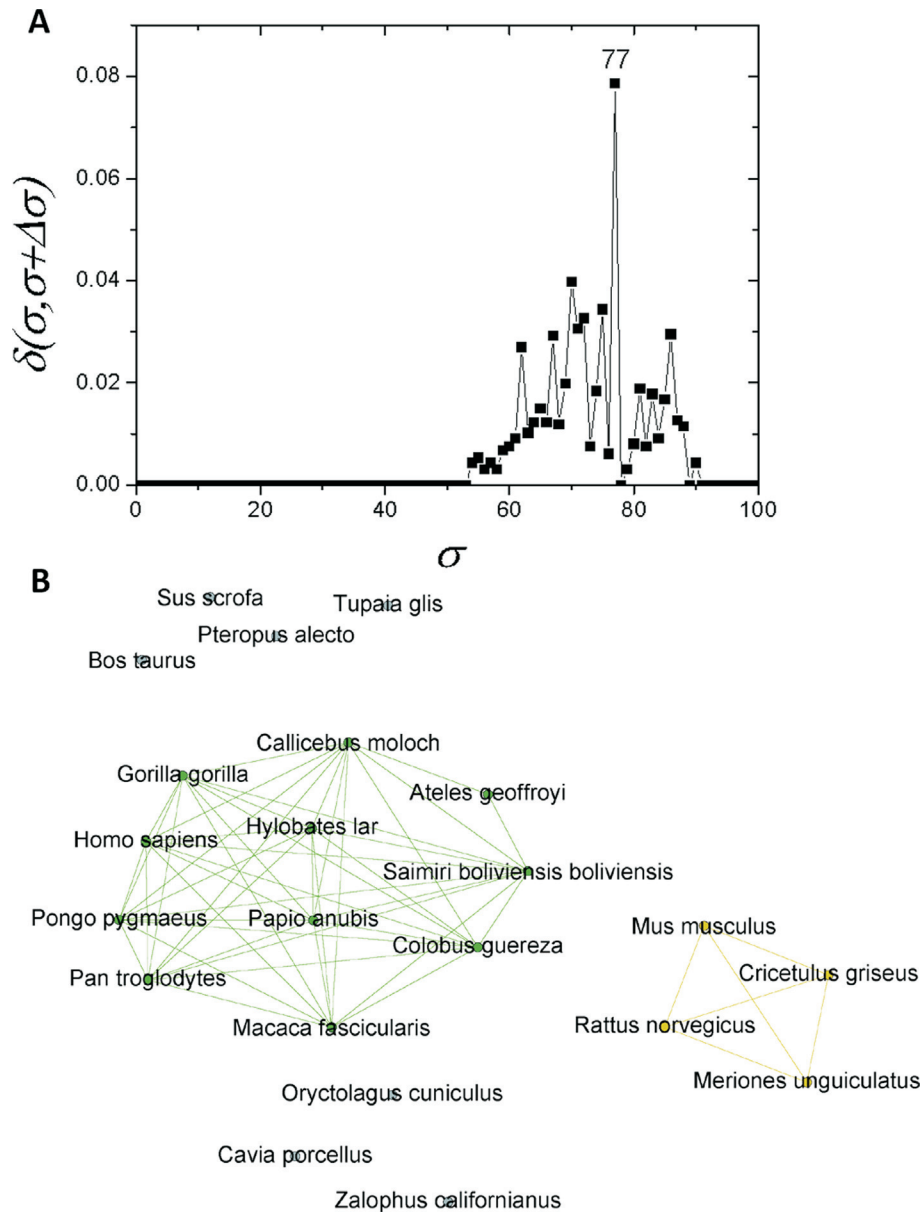 A
77
0.08
0.06
0.04
0.02
0.00
δ(σ,σ+Δσ)
0 20 40 60 80 100
σ
B
Sus scrofa
Tupaia glis
Pteropus alecto
Bos taurus
Callicebus moloch
Gorilla gorilla
Ateles geoffroyi
Hylobates lar
Homo sapiens
Saimiri boliviensis boliviensis
Pongo pygmaeus
Papio anubis
Mus musculus
Colobus guereza
Cricetulus griseus
Pan troglodytes
Macaca fascicularis
Rattus norvegicus
Meriones unguiculatus
Oryctolagus cuniculus
Cavia porcellus
Zalophus californianus